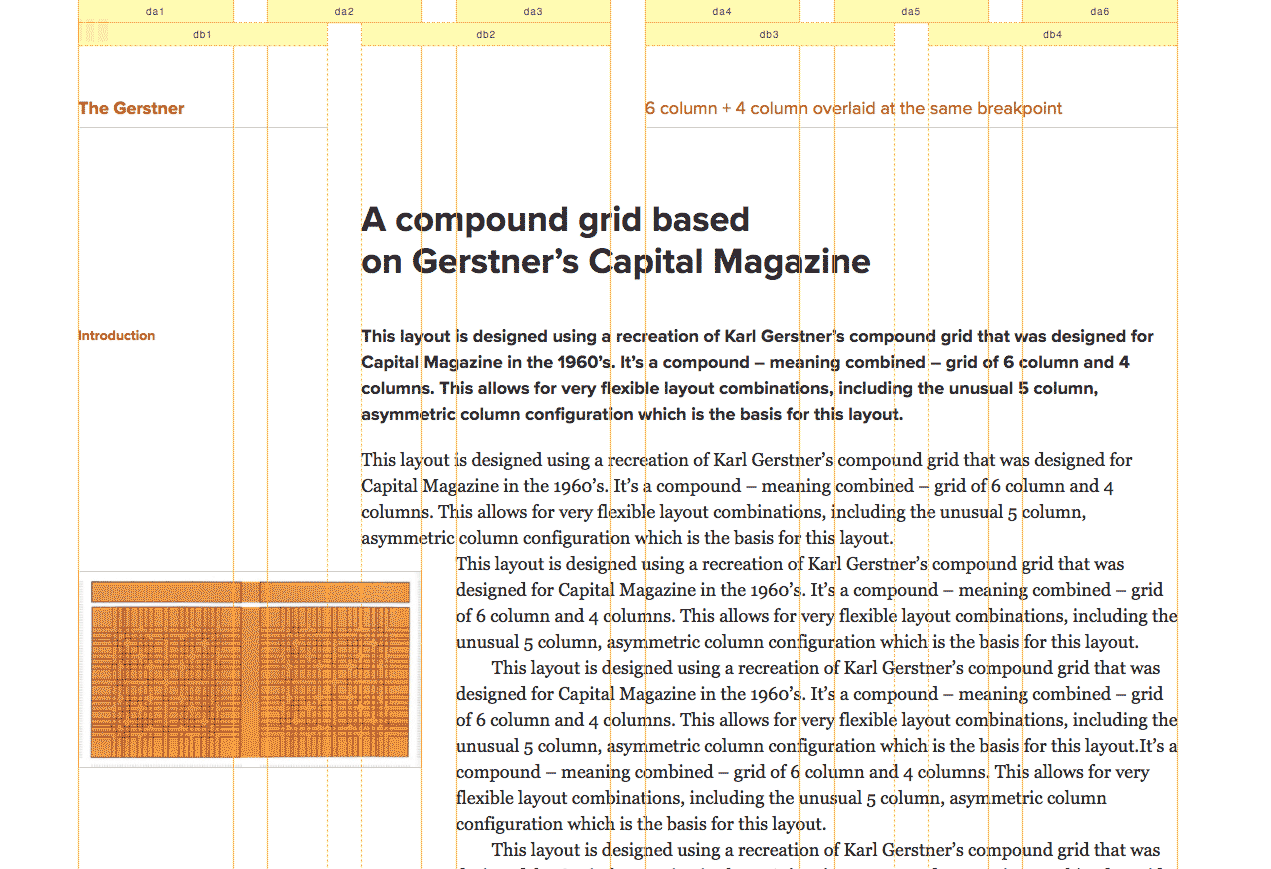 da1 da2 da3 da4 da5 da6
db1 db2 db3 db4
The Gerstner
6 column + 4 column overlaid at the same breakpoint
A compound grid based
on Gerstner’s Capital Magazine
Introduction
This layout is designed using a recreation of Karl Gerstner’s compound grid that was designed for
Capital Magazine in the 1960’s. It’s a compound – meaning combined – grid of 6 column and 4
columns. This allows for very flexible layout combinations, including the unusual 5 column,
asymmetric column configuration which is the basis for this layout.
This layout is designed using a recreation of Karl Gerstner’s compound grid that was designed for
Capital Magazine in the 1960’s. It’s a compound – meaning combined – grid of 6 column and 4
columns. This allows for very flexible layout combinations, including the unusual 5 column,
asymmetric column configuration which is the basis for this layout.
This layout is designed using a recreation of Karl Gerstner’s compound grid that was
designed for Capital Magazine in the 1960’s. It’s a compound – meaning combined – grid
of 6 column and 4 columns. This allows for very flexible layout combinations, including the
unusual 5 column, asymmetric column configuration which is the basis for this layout.
This layout is designed using a recreation of Karl Gerstner’s compound grid that was
designed for Capital Magazine in the 1960’s. It’s a compound – meaning combined – grid
of 6 column and 4 columns. This allows for very flexible layout combinations, including the
unusual 5 column, asymmetric column configuration which is the basis for this layout.It’s a
compound – meaning combined – grid of 6 column and 4 columns. This allows for very
flexible layout combinations, including the unusual 5 column, asymmetric column
configuration which is the basis for this layout.
This layout is designed using a recreation of Karl Gerstner’s compound grid that was